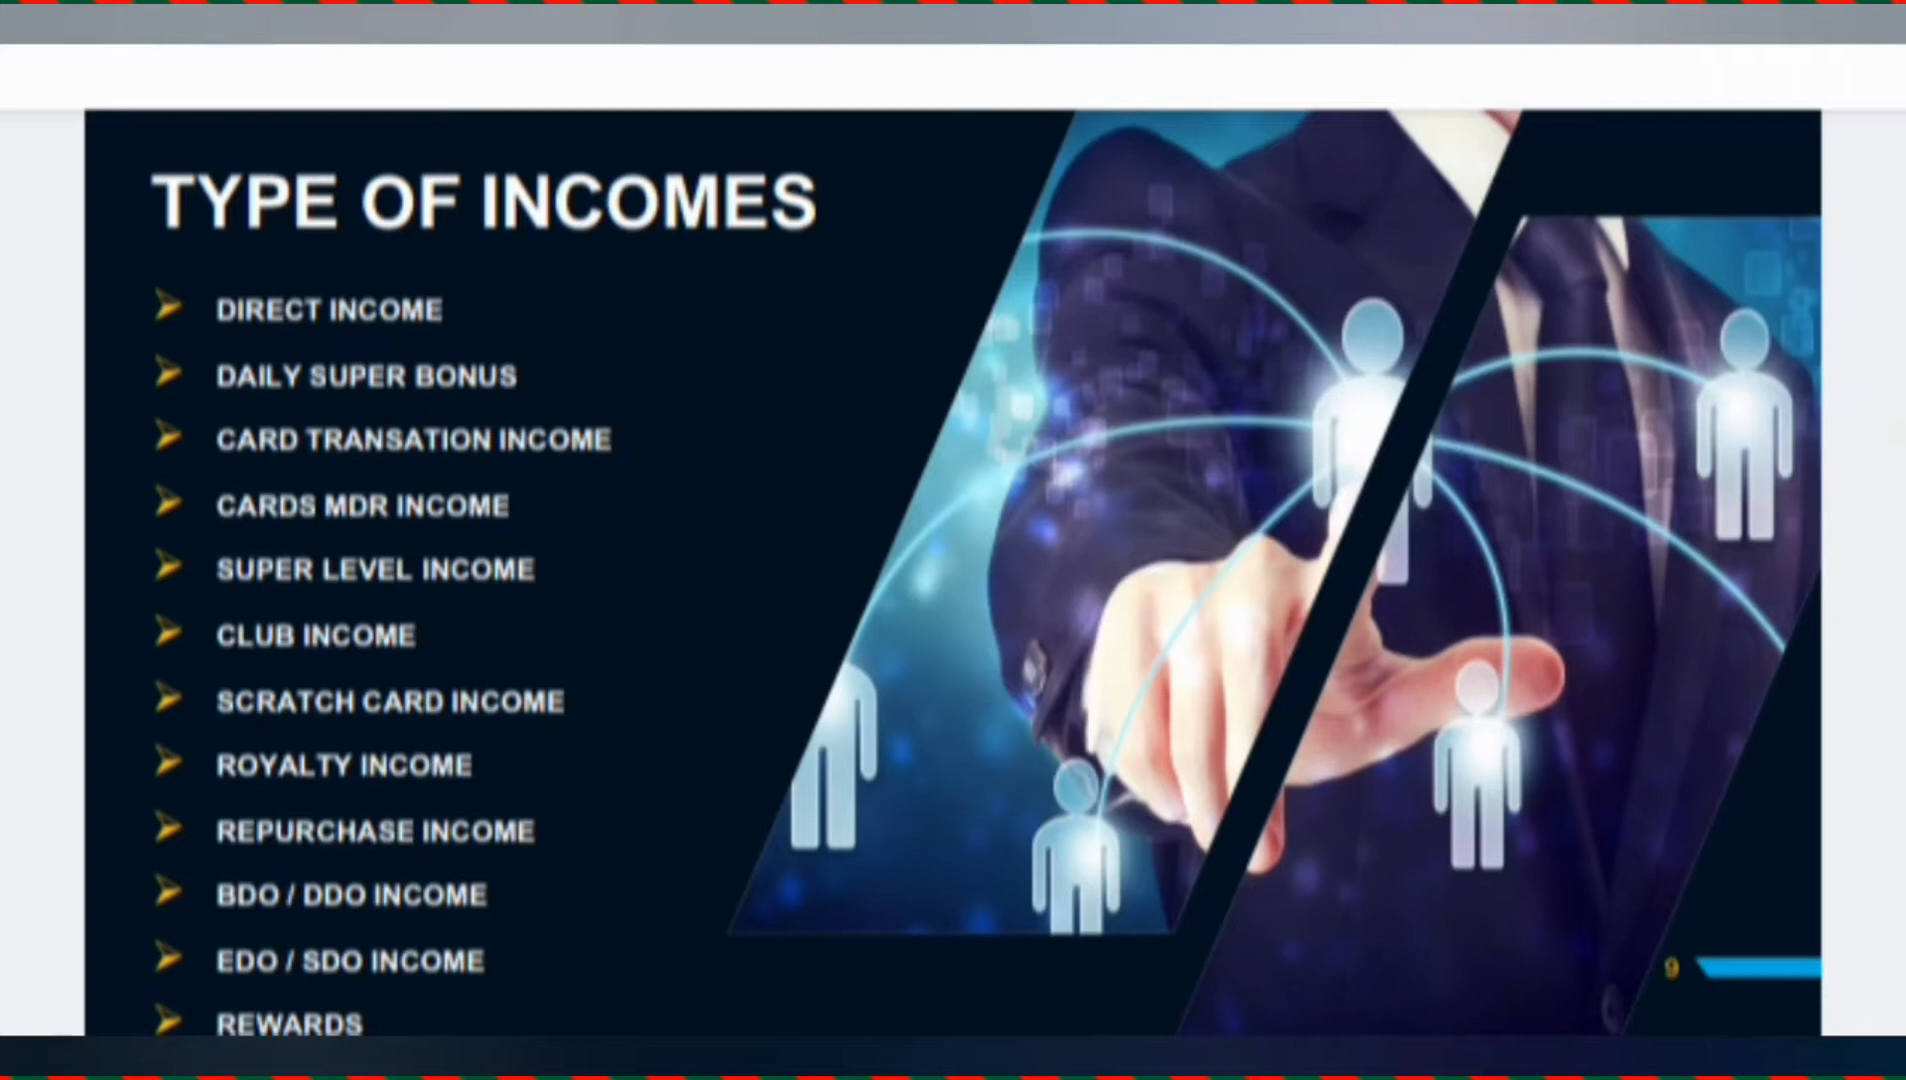 TYPE OF INCOMES
DIRECT INCOME
DAILY SUPER BONUS
CARD TRANSATION INCOME
CARDS MDR INCOME
SUPER LEVEL INCOME
CLUB INCOME
SCRATCH CARD INCOME
ROYALTY INCOME
REPURCHASE INCOME
BDO / DDO INCOME
EDO / SDO INCOME
REWARDS
9